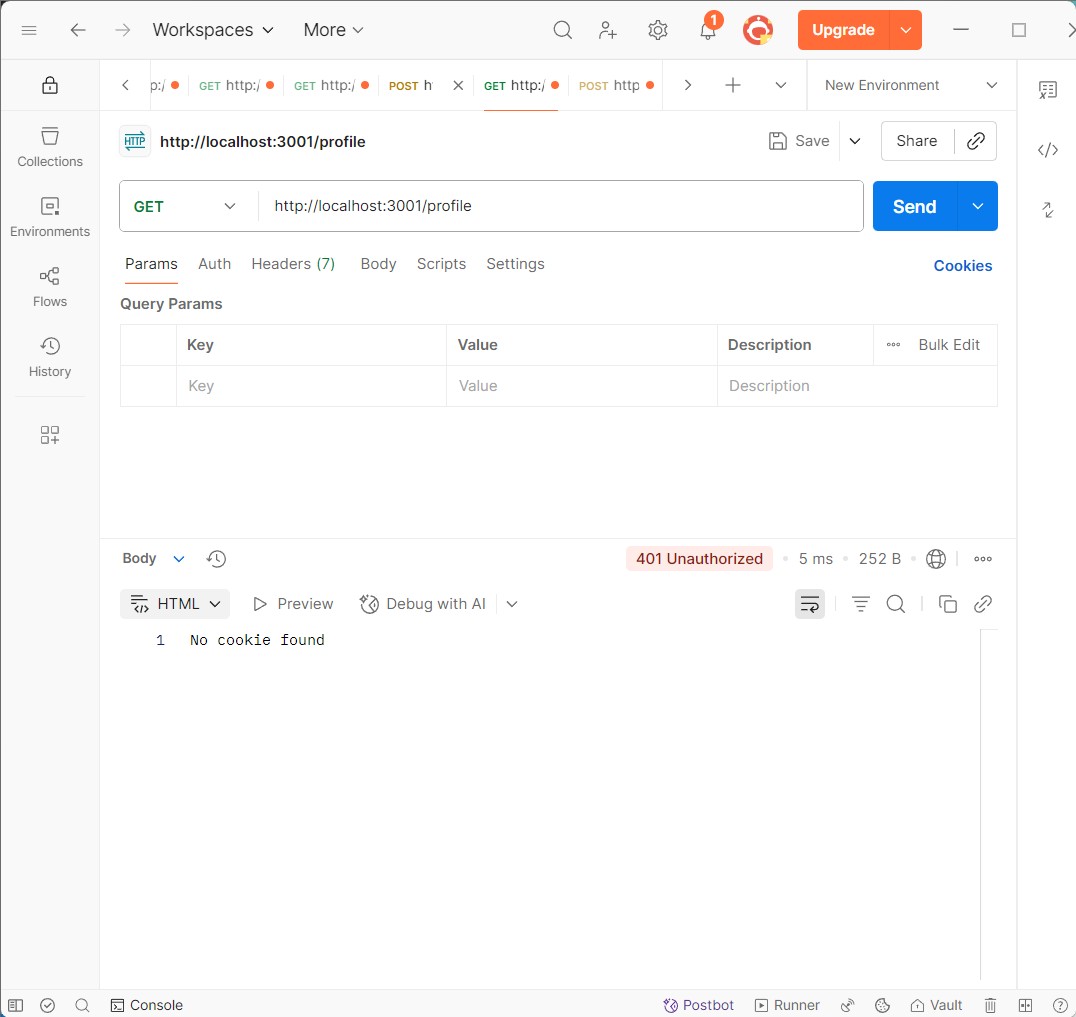 Workspaces More 1 Upgrade
p:/ GET http:/ GET http:/ POST h GET http:/ POST http New Environment
HTTP http://localhost:3001/profile Save Share
Collections
GET http://localhost:3001/profile Send
Environments
Params Auth Headers (7) Body Scripts Settings Cookies
Flows
Query Params
Key Value Description Bulk Edit
History
Key Value Description
Body 401 Unauthorized 5 ms 252 B
HTML Preview Debug with AI
1 No cookie found
Console Postbot Runner Vault